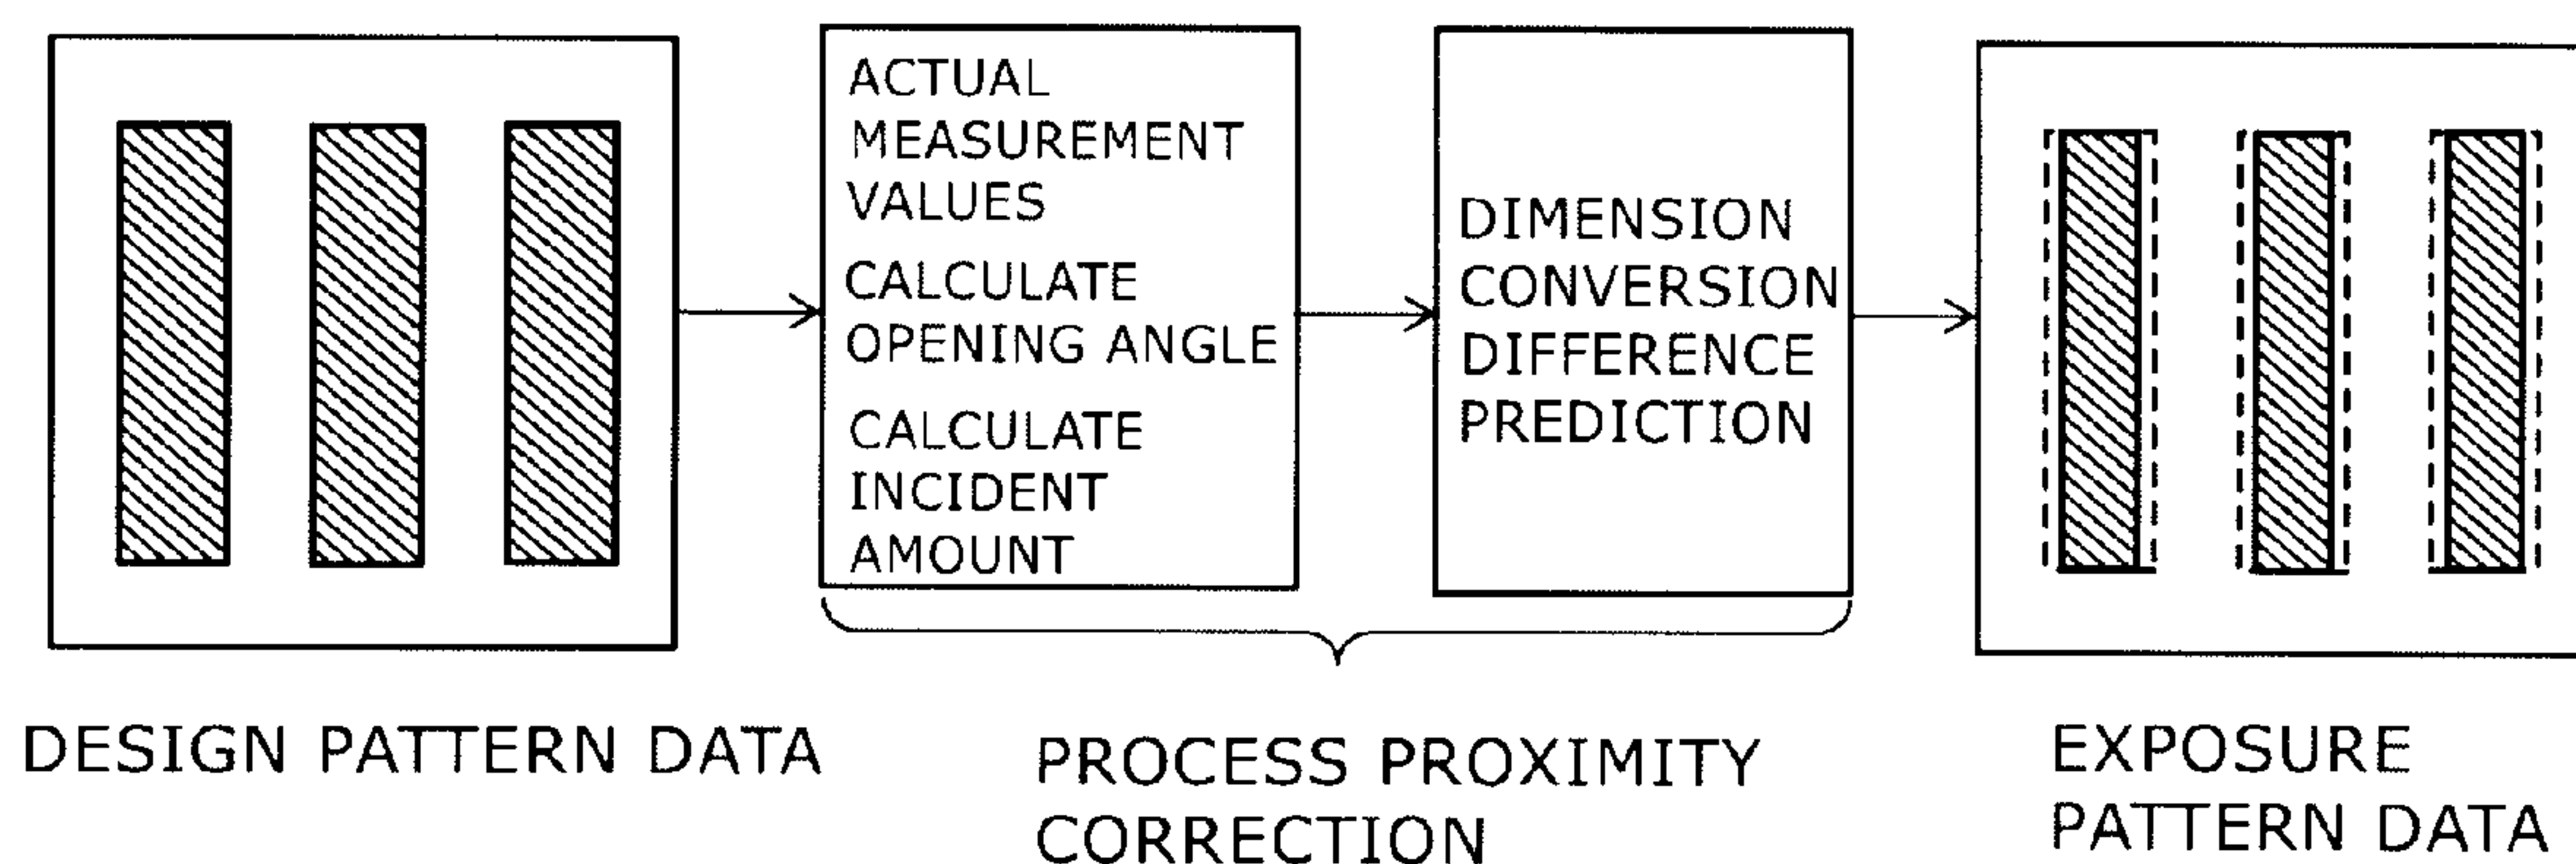 ACTUAL
MEASUREMENT
VALUES
CALCULATE
OPENING ANGLE
CALCULATE
INCIDENT
AMOUNT
DIMENSION
CONVERSION
DIFFERENCE
PREDICTION
DESIGN PATTERN DATA
PROCESS PROXIMITY
CORRECTION
EXPOSURE
PATTERN DATA